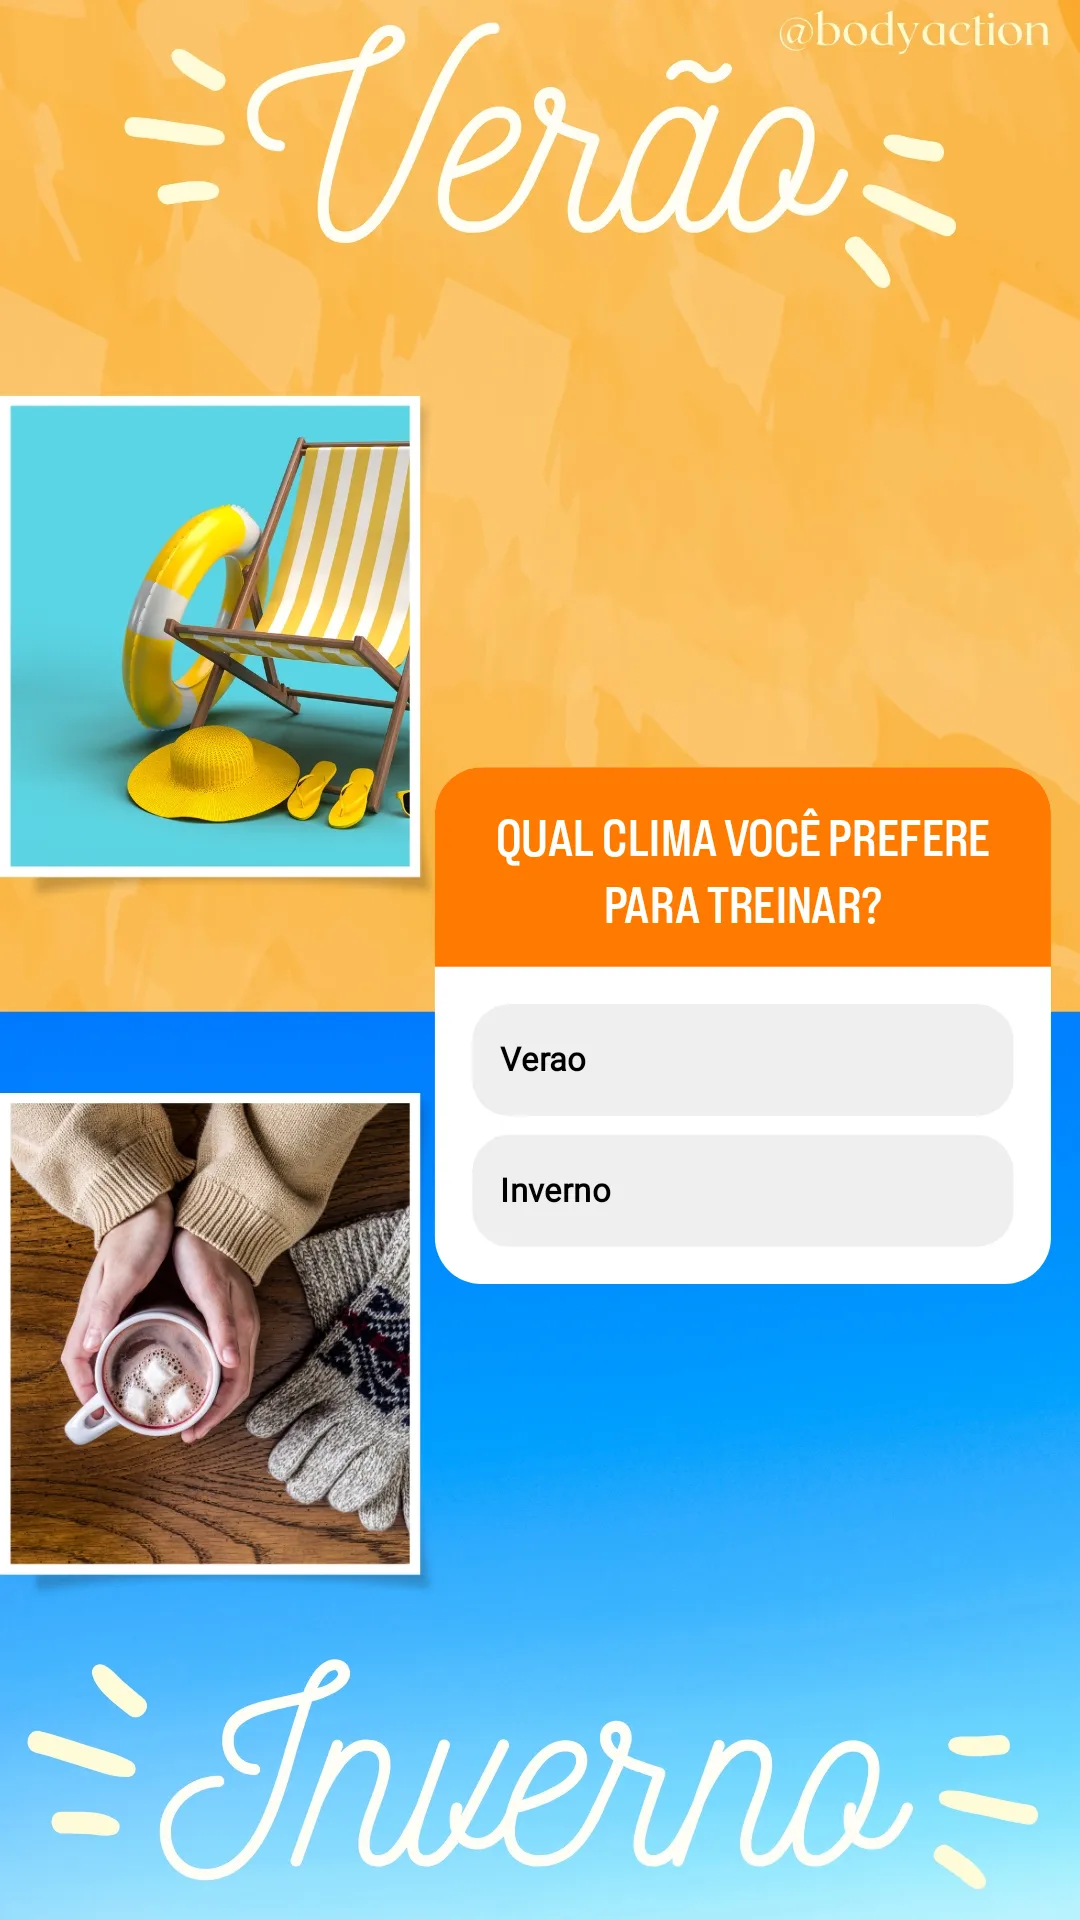 @bodyaction
Verão
QUAL CLIMA VOCÊ PREFERE
PARA TREINAR?
Verao
Inverno
Inverno